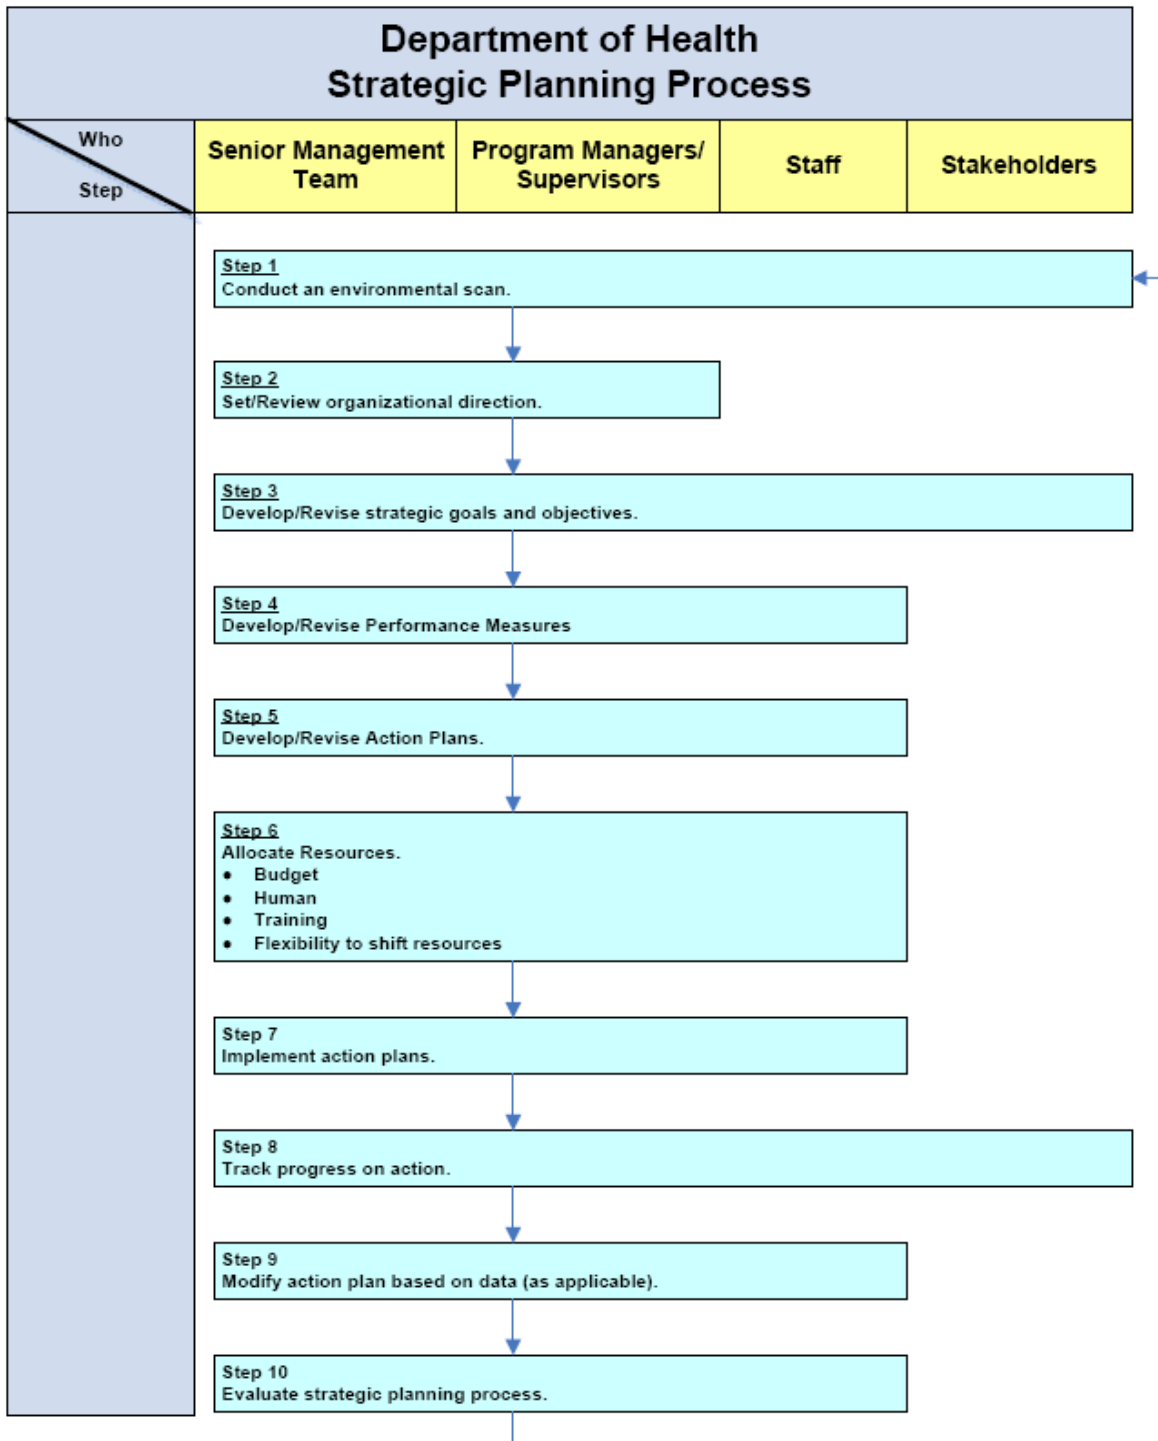 Department of Health
Strategic Planning Process
Who
Step
Senior Management
Team
Program Managers/
Supervisors
Staff
Stakeholders
Step 1
Conduct an environmental scan.
Step 2
Set/Review organizational direction.
Step 3
Develop/Revise strategic goals and objectives.
Step 4
Develop/Revise Performance Measures
Step 5
Develop/Revise Action Plans.
Step 6
Allocate Resources.
● Budget
● Human
● Training
● Flexibility to shift resources
Step 7
Implement action plans.
Step 8
Track progress on action.
Step 9
Modify action plan based on data (as applicable).
Step 10
Evaluate strategic planning process.